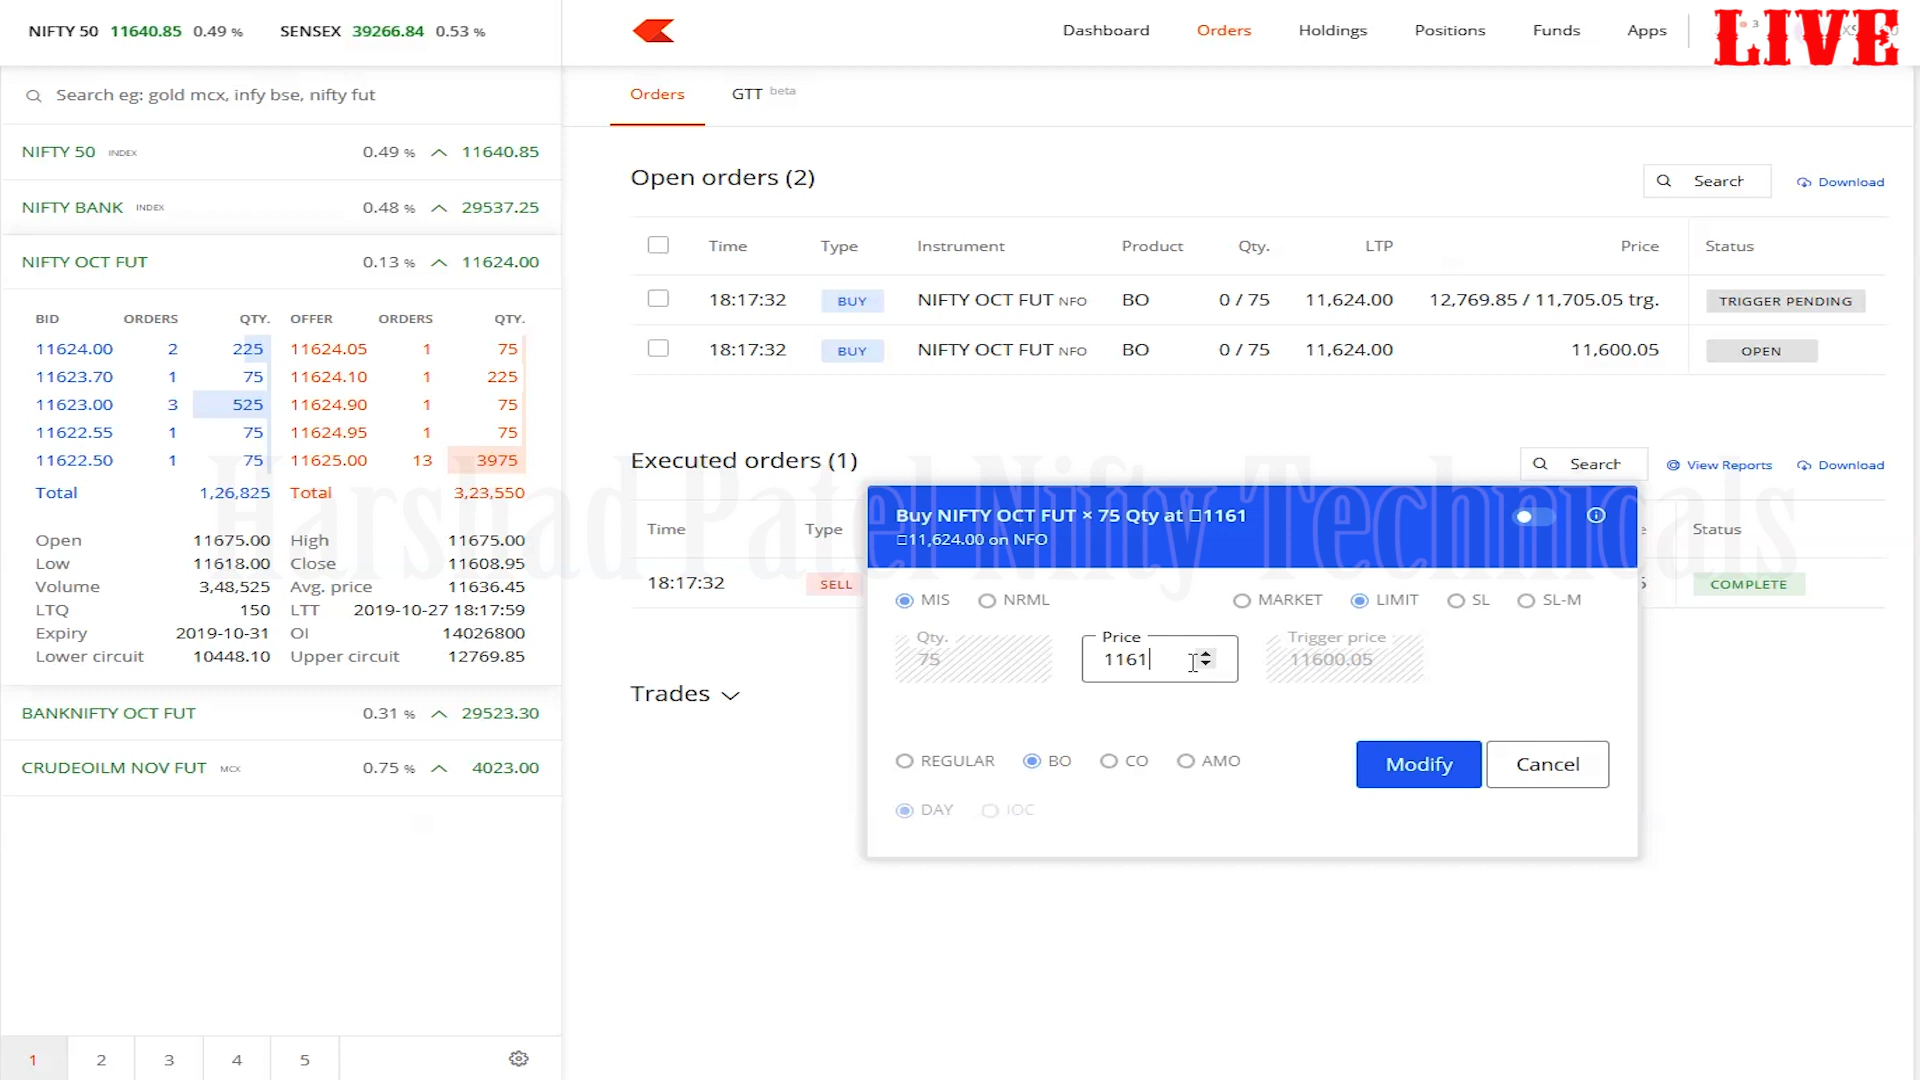 NIFTY 50 11640.85 0.49 % SENSEX 39266.84 0.53 %
Dashboard Orders Holdings Positions Funds Apps
3
LIVE
Search eg: gold mcx, infy bse, nifty fut
NIFTY 50 INDEX 0.49 % 11640.85
NIFTY BANK INDEX 0.48 % 29537.25
NIFTY OCT FUT 0.13 % 11624.00
BID ORDERS QTY. OFFER ORDERS QTY.
11624.00 2 225 11624.05 1 75
11623.70 1 75 11624.10 1 225
11623.00 3 525 11624.90 1 75
11622.55 1 75 11624.95 1 75
11622.50 1 75 11625.00 13 3975
Total 1,26,825 Total 3,23,550
Open 11675.00 High 11675.00
Low 11618.00 Close 11608.95
Volume 3,48,525 Avg. price 11636.45
LTQ 150 LTT 2019-10-27 18:17:59
Expiry 2019-10-31 OI 14026800
Lower circuit 10448.10 Upper circuit 12769.85
BANKNIFTY OCT FUT 0.31 % 29523.30
CRUDEOILM NOV FUT MCX 0.75 % 4023.00
1 2 3 4 5
Orders GTT beta
Open orders (2)
Search Download
Time Type Instrument Product Qty. LTP Price Status
18:17:32 BUY NIFTY OCT FUT NFO BO 0 / 75 11,624.00 12,769.85 / 11,705.05 trg. TRIGGER PENDING
18:17:32 BUY NIFTY OCT FUT NFO BO 0 / 75 11,624.00 11,600.05 OPEN
Executed orders (1)
Search View Reports Download
Harshad Patel Nifty Technicals
Time Type Status
18:17:32 SELL COMPLETE
Trades
Buy NIFTY OCT FUT × 75 Qty at □1161
□11,624.00 on NFO
MIS NRML MARKET LIMIT SL SL-M
Qty. Price Trigger price
75 1161 11600.05
REGULAR BO CO AMO
Modify Cancel
DAY IOC